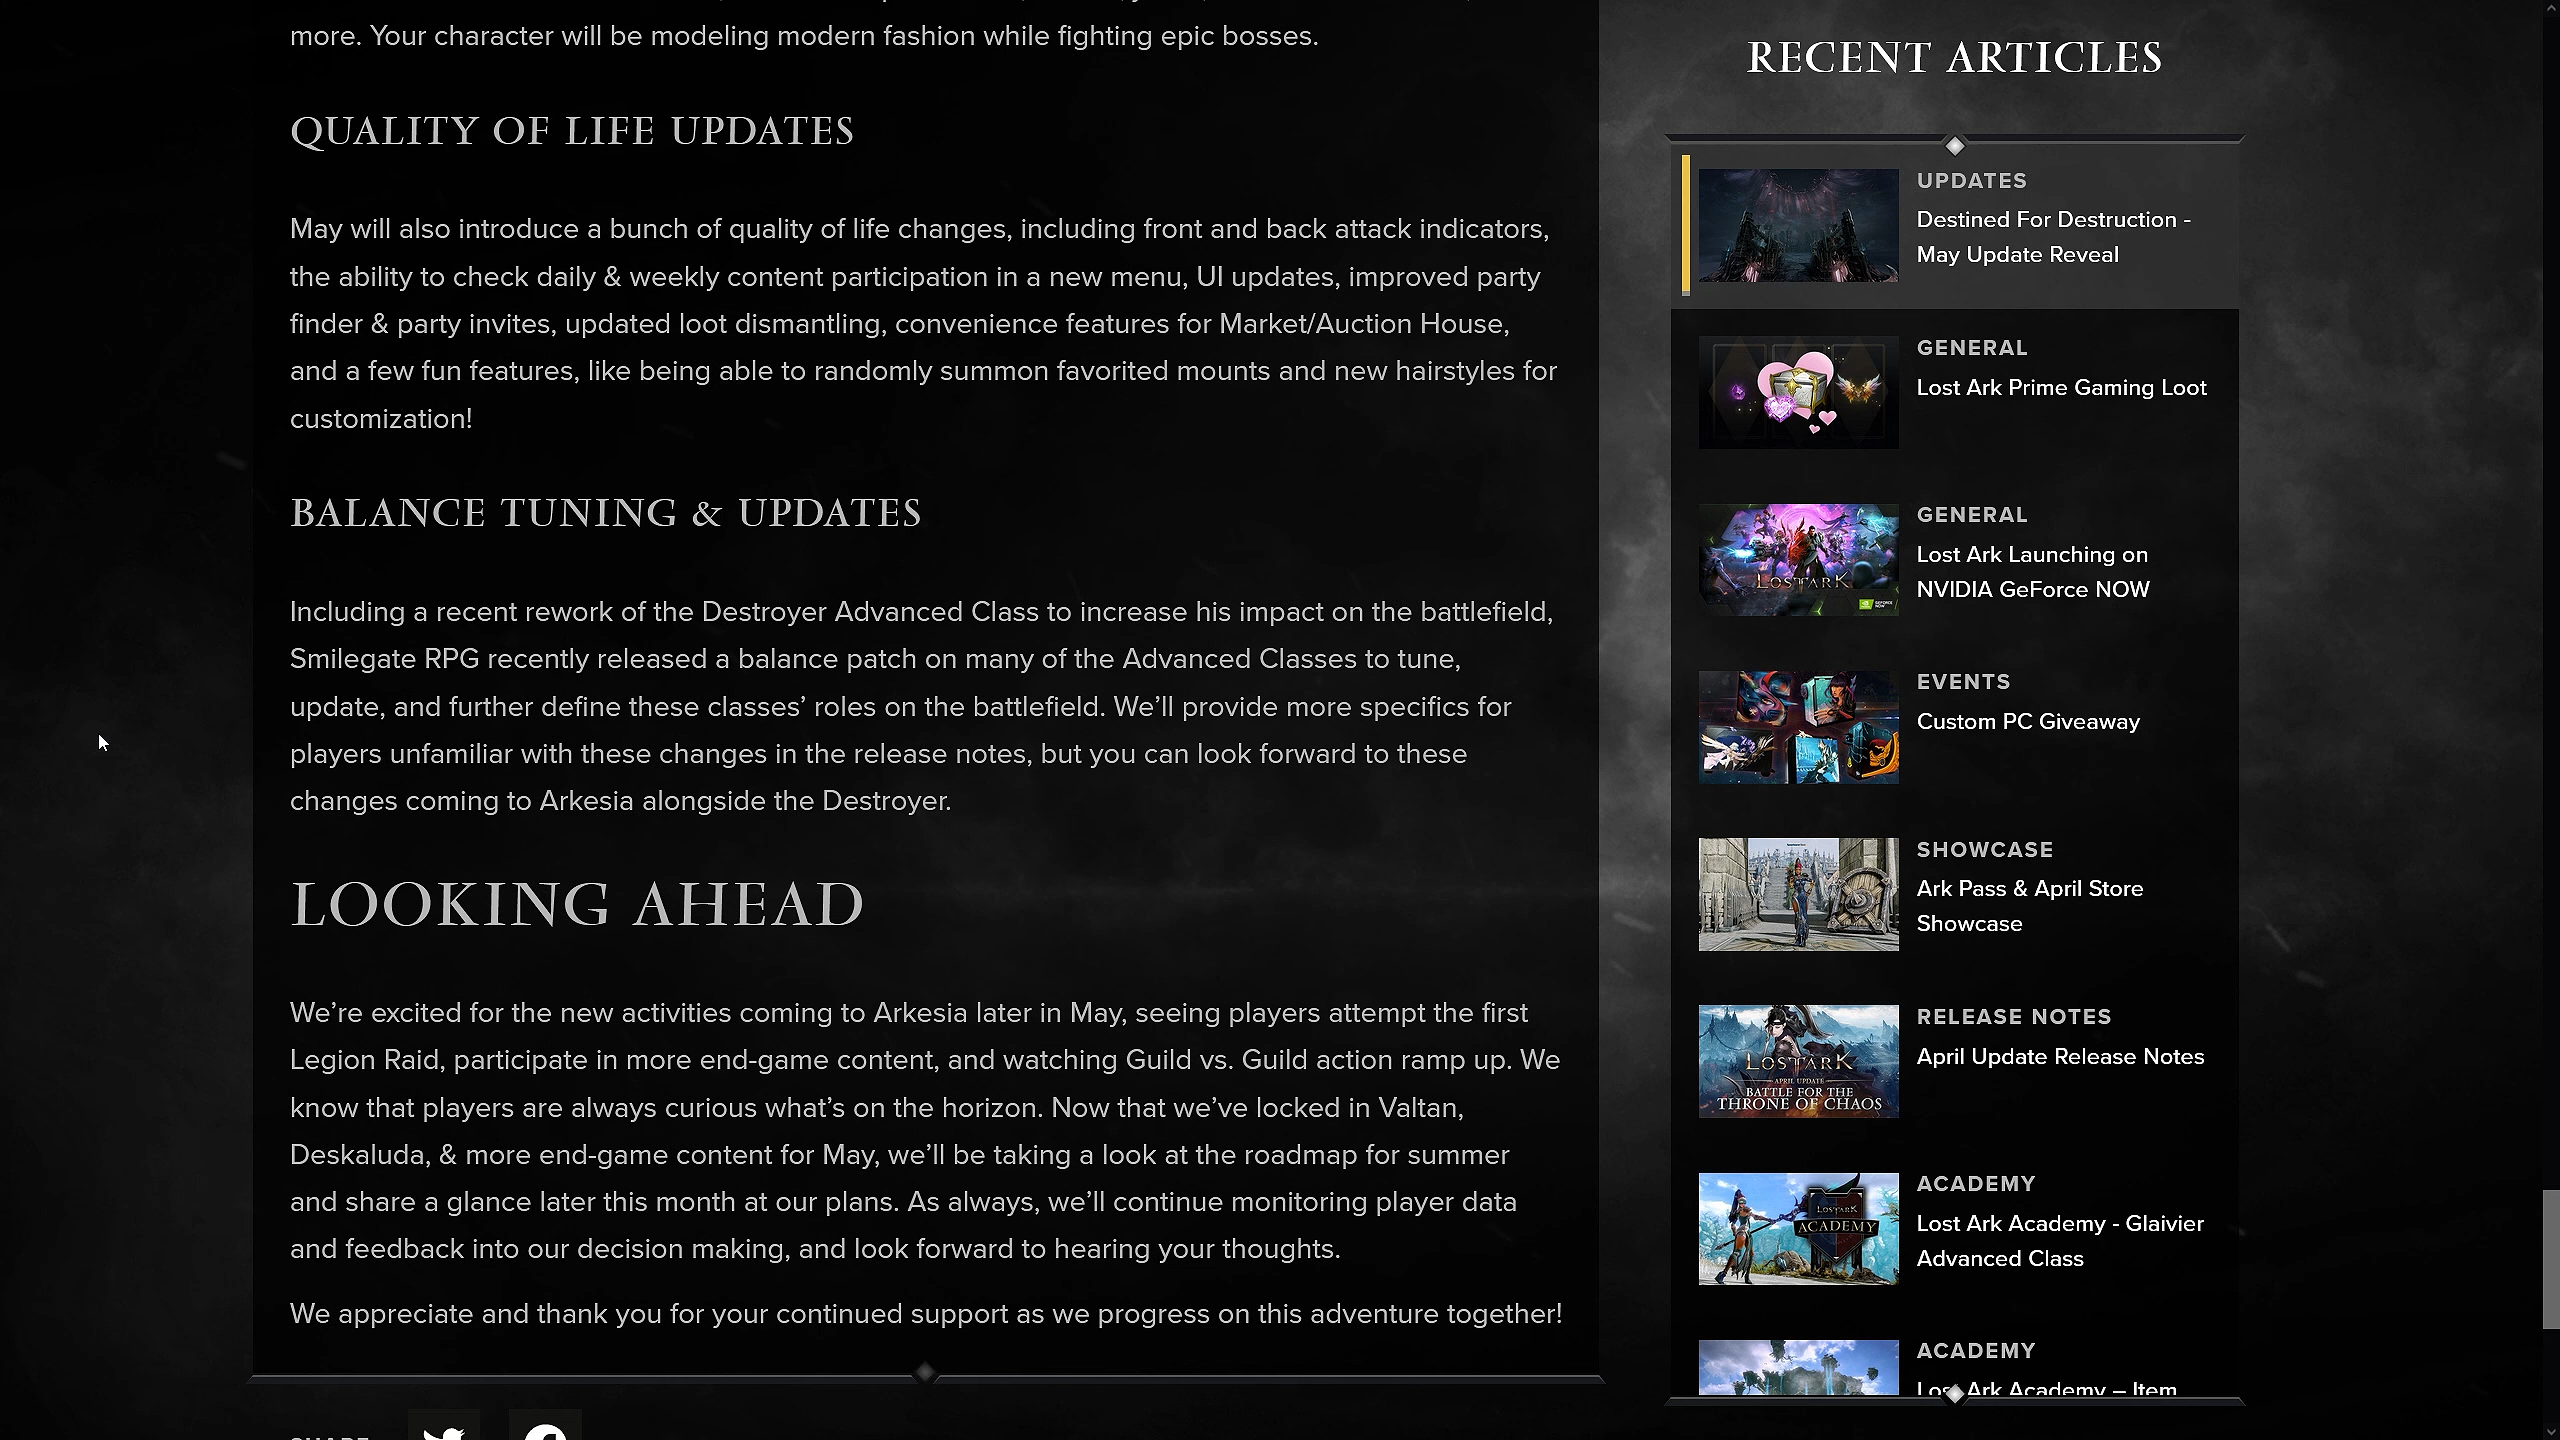 more. Your character will be modeling modern fashion while fighting epic bosses.
QUALITY OF LIFE UPDATES
May will also introduce a bunch of quality of life changes, including front and back attack indicators,
the ability to check daily & weekly content participation in a new menu, UI updates, improved party
finder & party invites, updated loot dismantling, convenience features for Market/Auction House,
and a few fun features, like being able to randomly summon favorited mounts and new hairstyles for
customization!
BALANCE TUNING & UPDATES
Including a recent rework of the Destroyer Advanced Class to increase his impact on the battlefield,
Smilegate RPG recently released a balance patch on many of the Advanced Classes to tune,
update, and further define these classes’ roles on the battlefield. We’ll provide more specifics for
players unfamiliar with these changes in the release notes, but you can look forward to these
changes coming to Arkesia alongside the Destroyer.
LOOKING AHEAD
We’re excited for the new activities coming to Arkesia later in May, seeing players attempt the first
Legion Raid, participate in more end-game content, and watching Guild vs. Guild action ramp up. We
know that players are always curious what’s on the horizon. Now that we’ve locked in Valtan,
Deskaluda, & more end-game content for May, we’ll be taking a look at the roadmap for summer
and share a glance later this month at our plans. As always, we’ll continue monitoring player data
and feedback into our decision making, and look forward to hearing your thoughts.
We appreciate and thank you for your continued support as we progress on this adventure together!
SHARE
RECENT ARTICLES
UPDATES
Destined For Destruction -
May Update Reveal
GENERAL
Lost Ark Prime Gaming Loot
GENERAL
Lost Ark Launching on
NVIDIA GeForce NOW
LOST ARK
GEFORCE
NOW
EVENTS
Custom PC Giveaway
SHOWCASE
Ark Pass & April Store
Showcase
RELEASE NOTES
April Update Release Notes
LOST ARK
APRIL UPDATE
BATTLE FOR THE
THRONE OF CHAOS
ACADEMY
Lost Ark Academy - Glaivier
Advanced Class
LOST ARK
ACADEMY
ACADEMY
Lost Ark Academy – Item